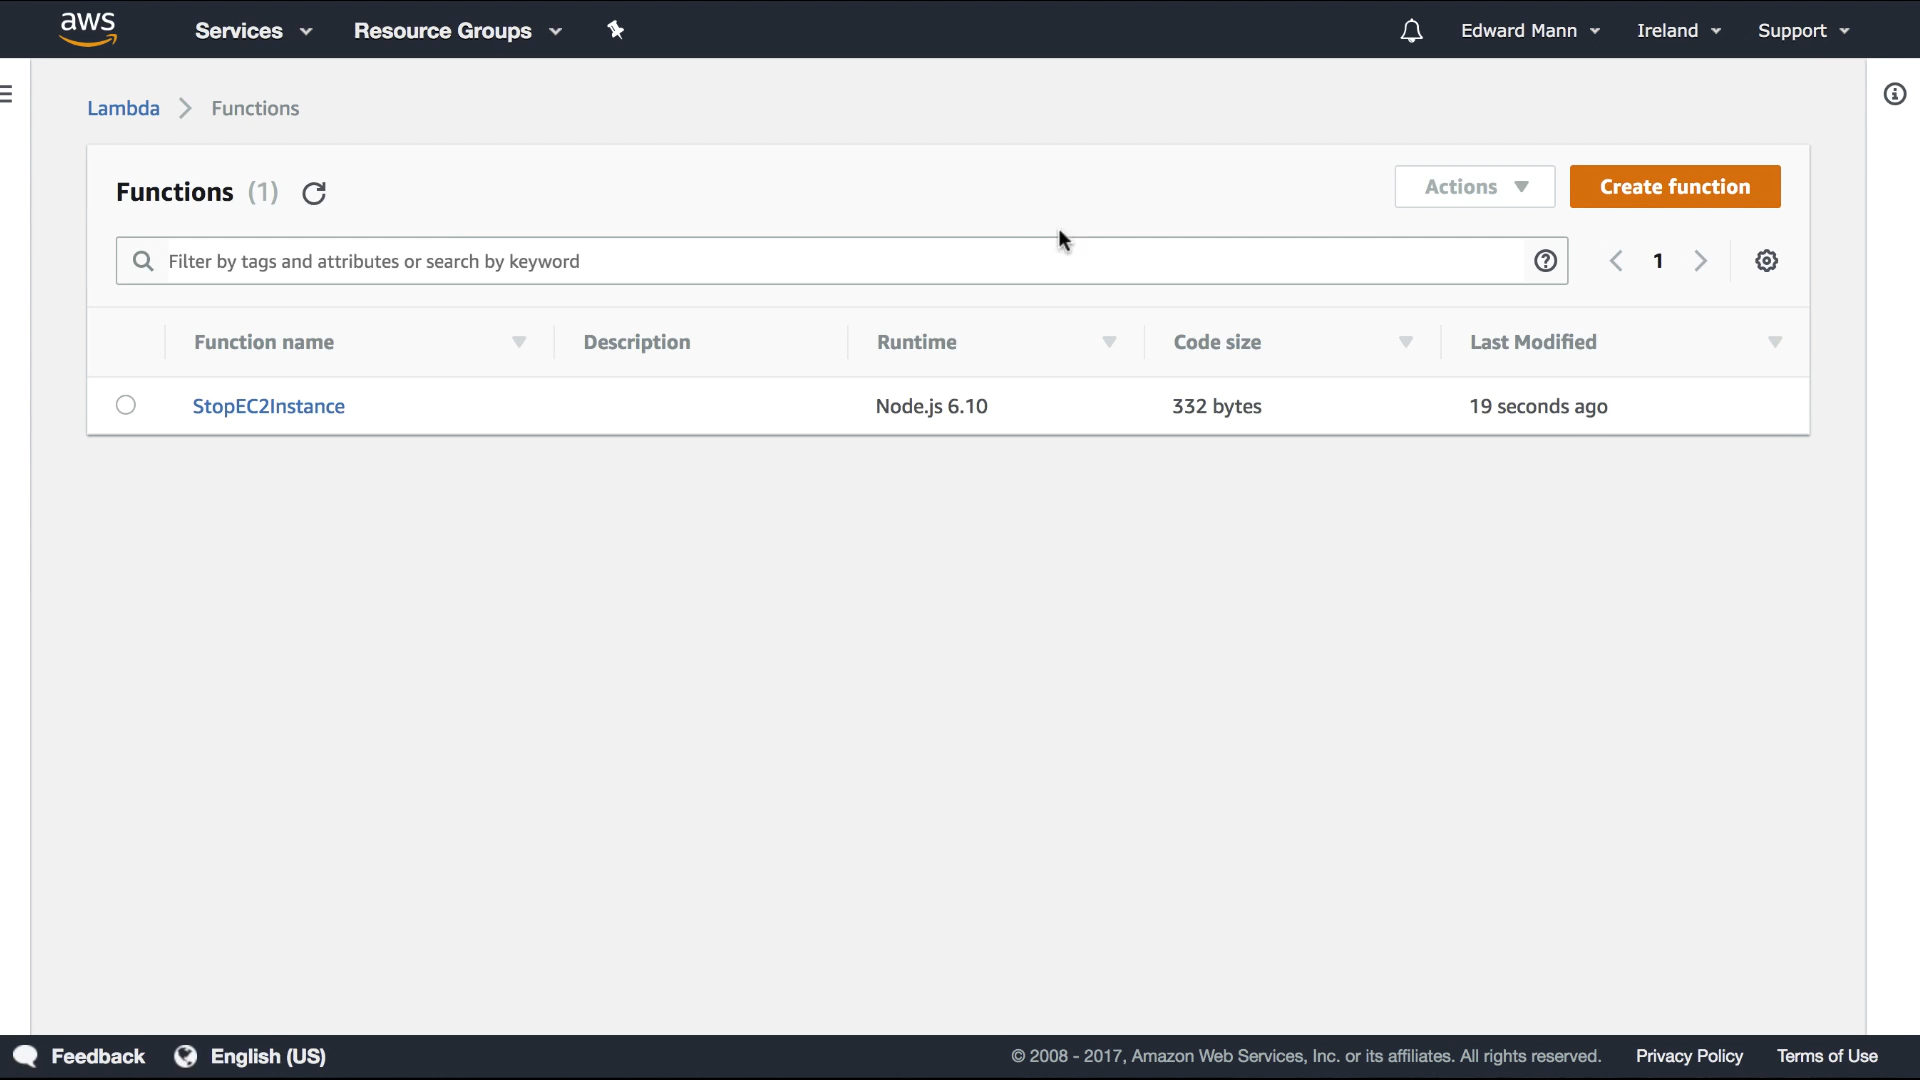 aws Services Resource Groups Edward Mann Ireland Support
Lambda Functions
Functions (1) Actions Create function
Filter by tags and attributes or search by keyword 1
Function name Description Runtime Code size Last Modified
StopEC2Instance Node.js 6.10 332 bytes 19 seconds ago
Feedback English (US) © 2008 - 2017, Amazon Web Services, Inc. or its affiliates. All rights reserved. Privacy Policy Terms of Use